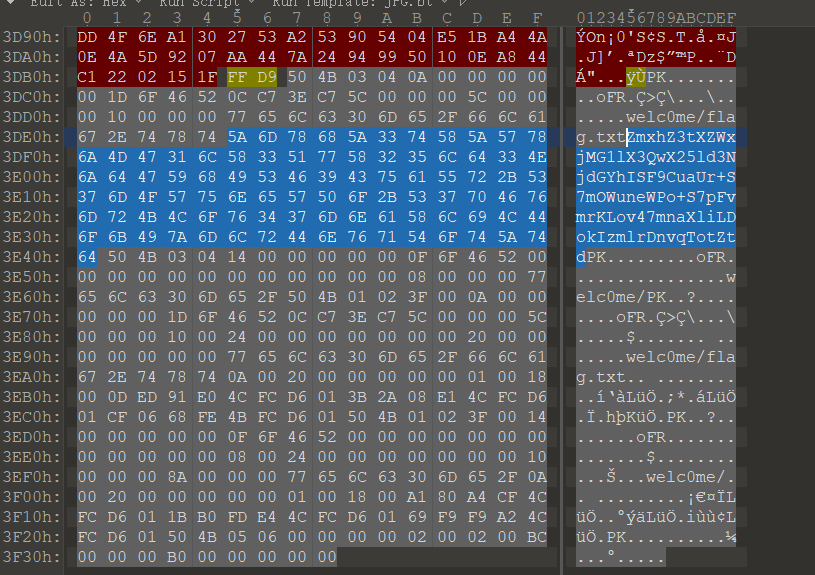 Edit As: Hex Run Script Run Template: JPG.bt
0 1 2 3 4 5 6 7 8 9 A B C D E F 0123456789ABCDEF
3D90h: DD 4F 6E A1 30 27 53 A2 53 90 54 04 E5 1B A4 4A ÝOn¡0'S¢S.T.å.¤J
3DA0h: 0E 4A 5D 92 07 AA 44 7A 24 94 99 50 10 0E A8 44 .J]’.ªDz$”™P..¨D
3DB0h: C1 22 02 15 1F FF D9 50 4B 03 04 0A 00 00 00 00 Á"...ÿÙPK.......
3DC0h: 00 1D 6F 46 52 0C C7 3E C7 5C 00 00 00 5C 00 00 ..oFR.Ç>Ç\...\..
3DD0h: 00 10 00 00 00 77 65 6C 63 30 6D 65 2F 66 6C 61 .....welc0me/fla
3DE0h: 67 2E 74 78 74 5A 6D 78 68 5A 33 74 58 5A 57 78 g.txtZmxhZ3tXZWx
3DF0h: 6A 4D 47 31 6C 58 33 51 77 58 32 35 6C 64 33 4E jMG1lX3QwX25ld3N
3E00h: 6A 64 47 59 68 49 53 46 39 43 75 61 55 72 2B 53 jdGYhISF9CuaUr+S
3E10h: 37 6D 4F 57 75 6E 65 57 50 6F 2B 53 37 70 46 76 7mOWuneWPo+S7pFv
3E20h: 6D 72 4B 4C 6F 76 34 37 6D 6E 61 58 6C 69 4C 44 mrKLov47mnaXliLD
3E30h: 6F 6B 49 7A 6D 6C 72 44 6E 76 71 54 6F 74 5A 74 okIzmlrDnvqTotZt
3E40h: 64 50 4B 03 04 14 00 00 00 00 00 0F 6F 46 52 00 dPK.........oFR.
3E50h: 00 00 00 00 00 00 00 00 00 00 00 08 00 00 00 77 ...............w
3E60h: 65 6C 63 30 6D 65 2F 50 4B 01 02 3F 00 0A 00 00 elc0me/PK..?....
3E70h: 00 00 00 1D 6F 46 52 0C C7 3E C7 5C 00 00 00 5C ....oFR.Ç>Ç\...\
3E80h: 00 00 00 10 00 24 00 00 00 00 00 00 00 20 00 00 .....$....... ..
3E90h: 00 00 00 00 00 77 65 6C 63 30 6D 65 2F 66 6C 61 .....welc0me/fla
3EA0h: 67 2E 74 78 74 0A 00 20 00 00 00 00 00 01 00 18 g.txt.. ........
3EB0h: 00 0D ED 91 E0 4C FC D6 01 3B 2A 08 E1 4C FC D6 ..í‘àLüÖ.;*.áLüÖ
3EC0h: 01 CF 06 68 FE 4B FC D6 01 50 4B 01 02 3F 00 14 .Ï.hþKüÖ.PK..?..
3ED0h: 00 00 00 00 00 0F 6F 46 52 00 00 00 00 00 00 00 ......oFR.......
3EE0h: 00 00 00 00 00 08 00 24 00 00 00 00 00 00 00 10 .......$........
3EF0h: 00 00 00 8A 00 00 00 77 65 6C 63 30 6D 65 2F 0A ...Š...welc0me/.
3F00h: 00 20 00 00 00 00 00 01 00 18 00 A1 80 A4 CF 4C . .........¡€¤ÏL
3F10h: FC D6 01 1B B0 FD E4 4C FC D6 01 69 F9 F9 A2 4C üÖ..°ýäLüÖ.iùù¢L
3F20h: FC D6 01 50 4B 05 06 00 00 00 00 02 00 02 00 BC üÖ.PK..........¼
3F30h: 00 00 00 B0 00 00 00 00 00 ...°.....